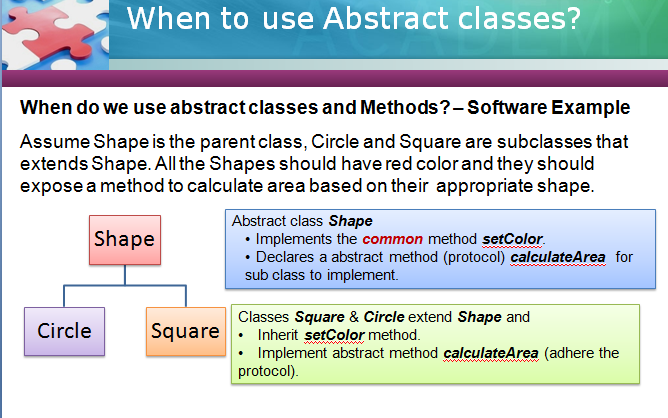 When to use Abstract classes?
When do we use abstract classes and Methods? – Software Example
Assume Shape is the parent class, Circle and Square are subclasses that
extends Shape. All the Shapes should have red color and they should
expose a method to calculate area based on their appropriate shape.
Shape
Circle
Square
Abstract class Shape
• Implements the common method setColor.
• Declares a abstract method (protocol) calculateArea for
sub class to implement.
Classes Square & Circle extend Shape and
• Inherit setColor method.
• Implement abstract method calculateArea (adhere the
protocol).